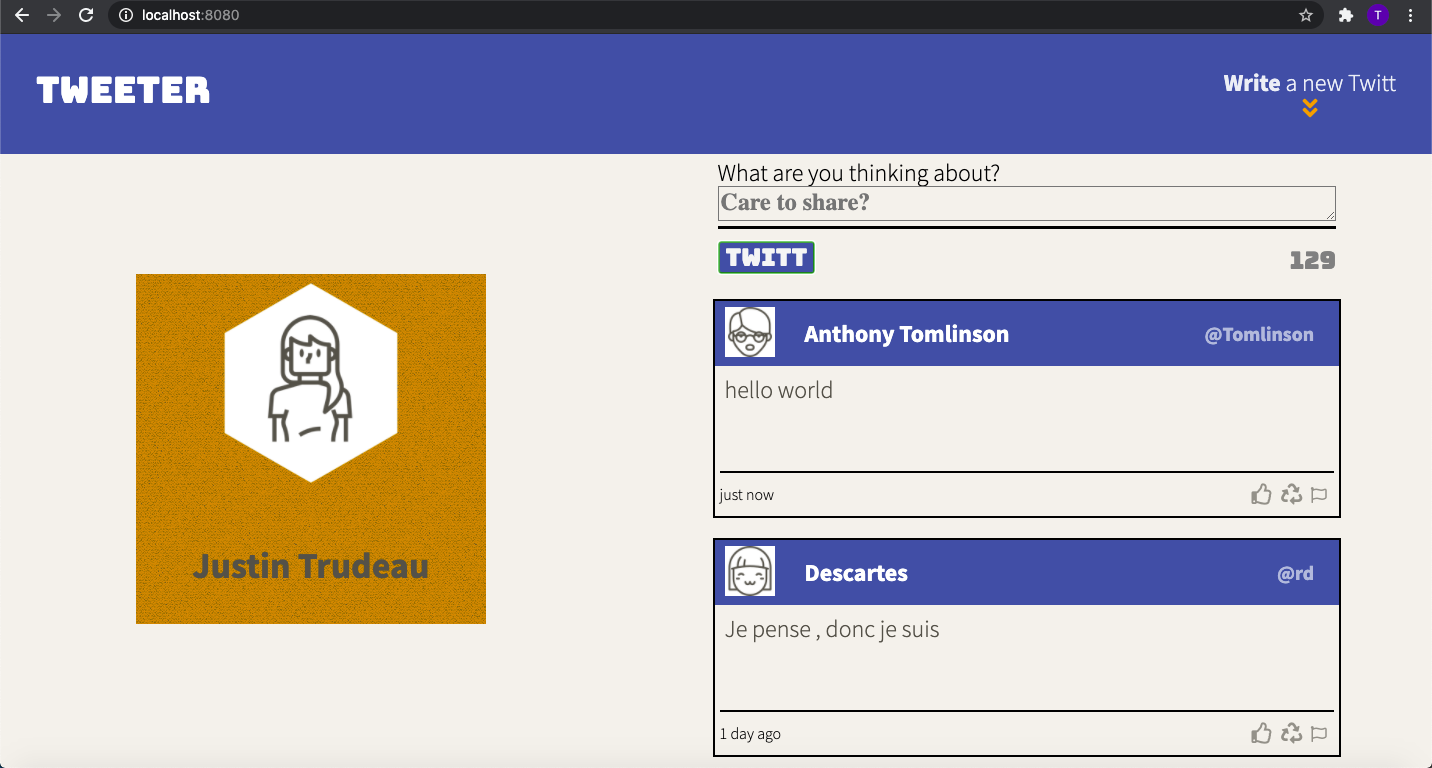 localhost:8080
T
TWEETER
Write a new Twitt
What are you thinking about?
Care to share?
TWITT
129
Justin Trudeau
Anthony Tomlinson
@Tomlinson
hello world
just now
Descartes
@rd
Je pense , donc je suis
1 day ago